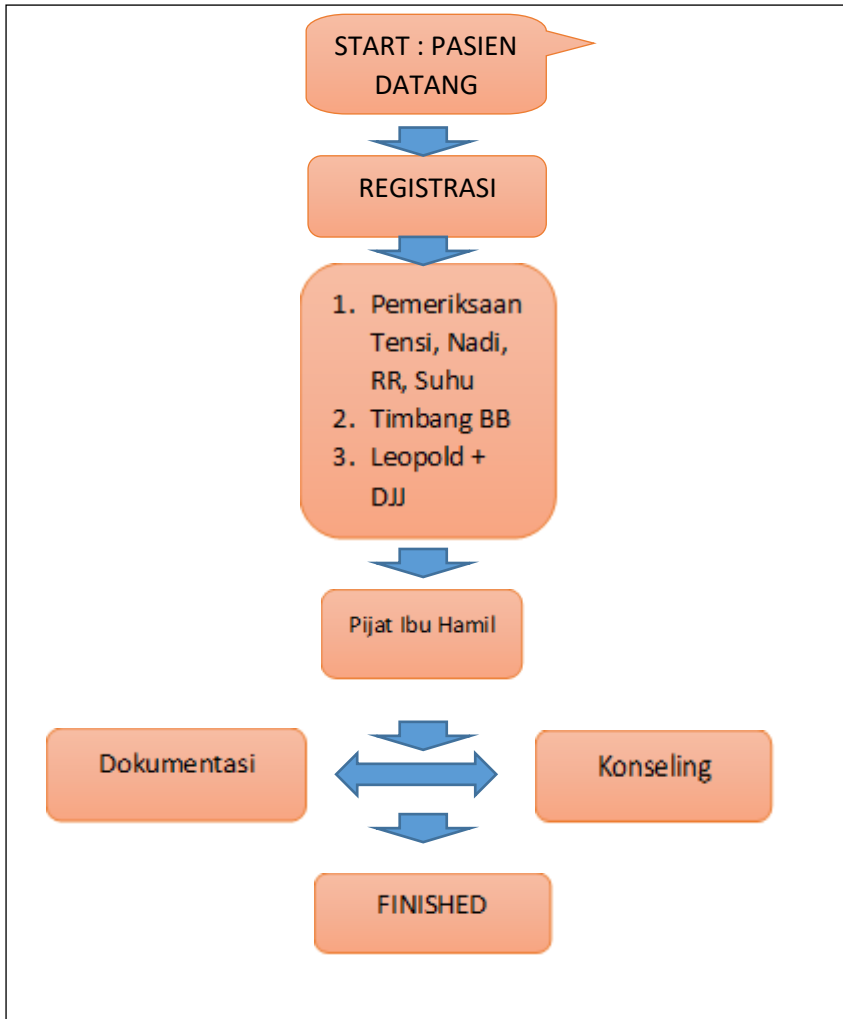 START : PASIEN
DATANG
REGISTRASI
1. Pemeriksaan
Tensi, Nadi,
RR, Suhu
2. Timbang BB
3. Leopold +
DJJ
Pijat Ibu Hamil
Dokumentasi
Konseling
FINISHED